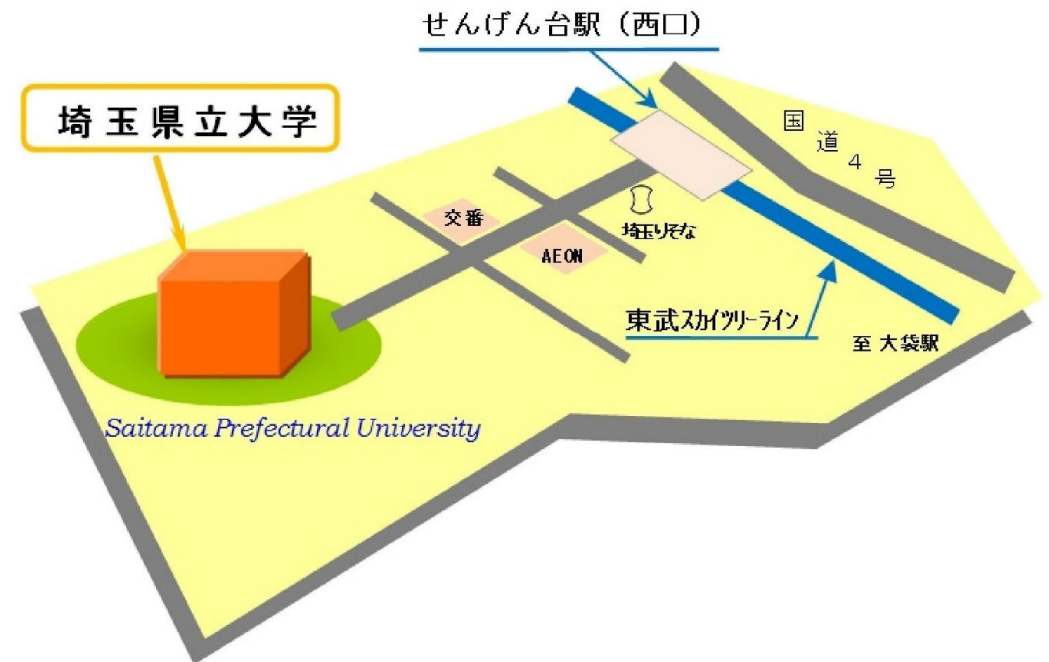 せんげん台駅（西口）
埼玉県立大学
国道4号
交番
埼玉りそな
AEON
東武スカイツリーライン
至 大袋駅
Saitama Prefectural University